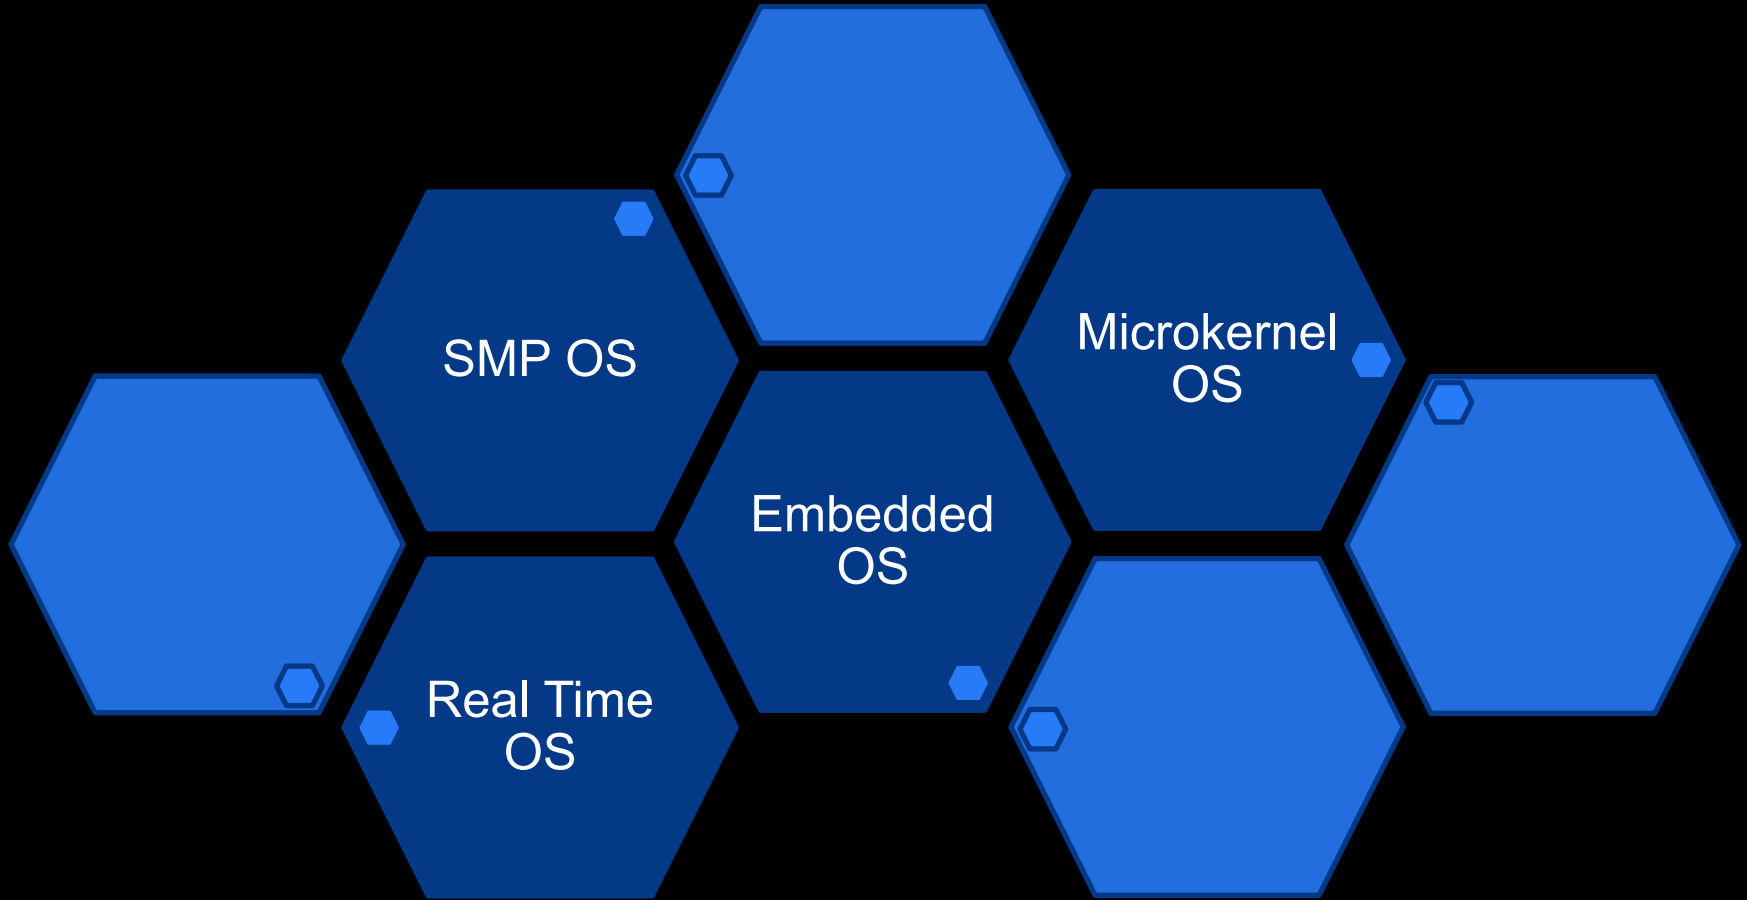 SMP OS
Microkernel
OS
Embedded
OS
Real Time
OS